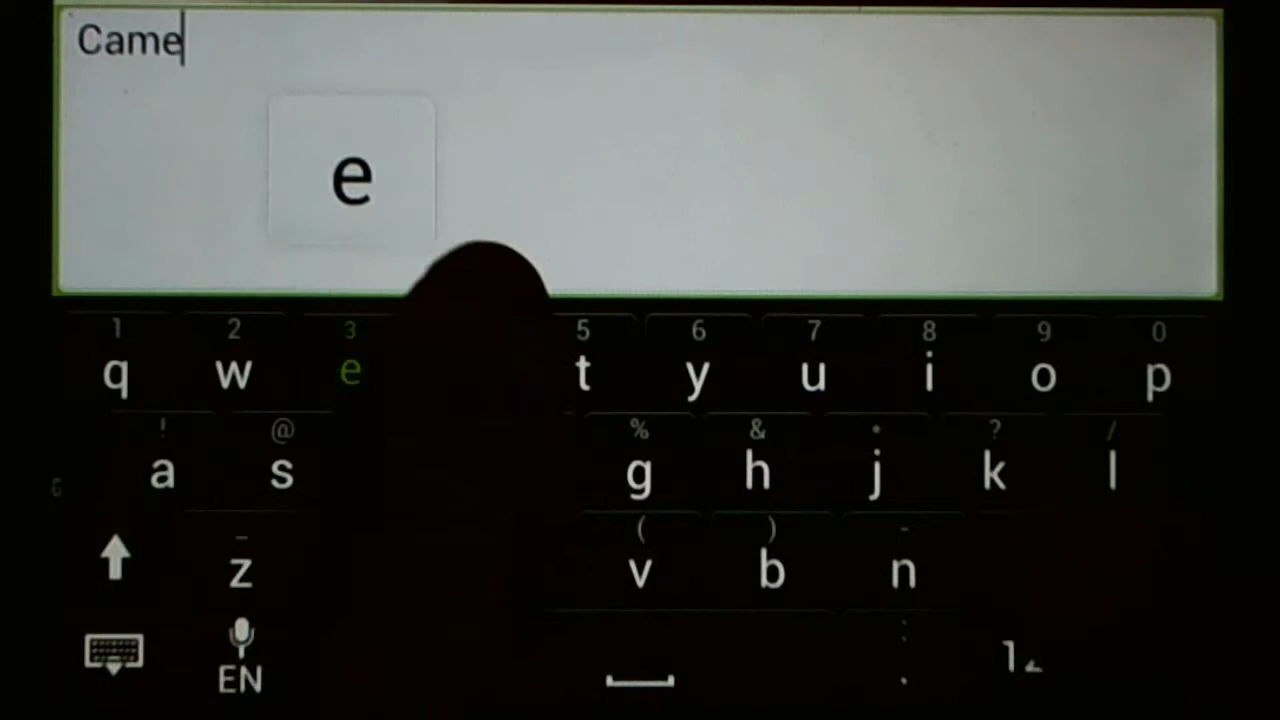 Came
e
1 2 3 5 6 7 8 9 0
q w e t y u i o p
! @ % & * ? /
a s g h j k l
_ ( ) -
z v b n
: 
EN .